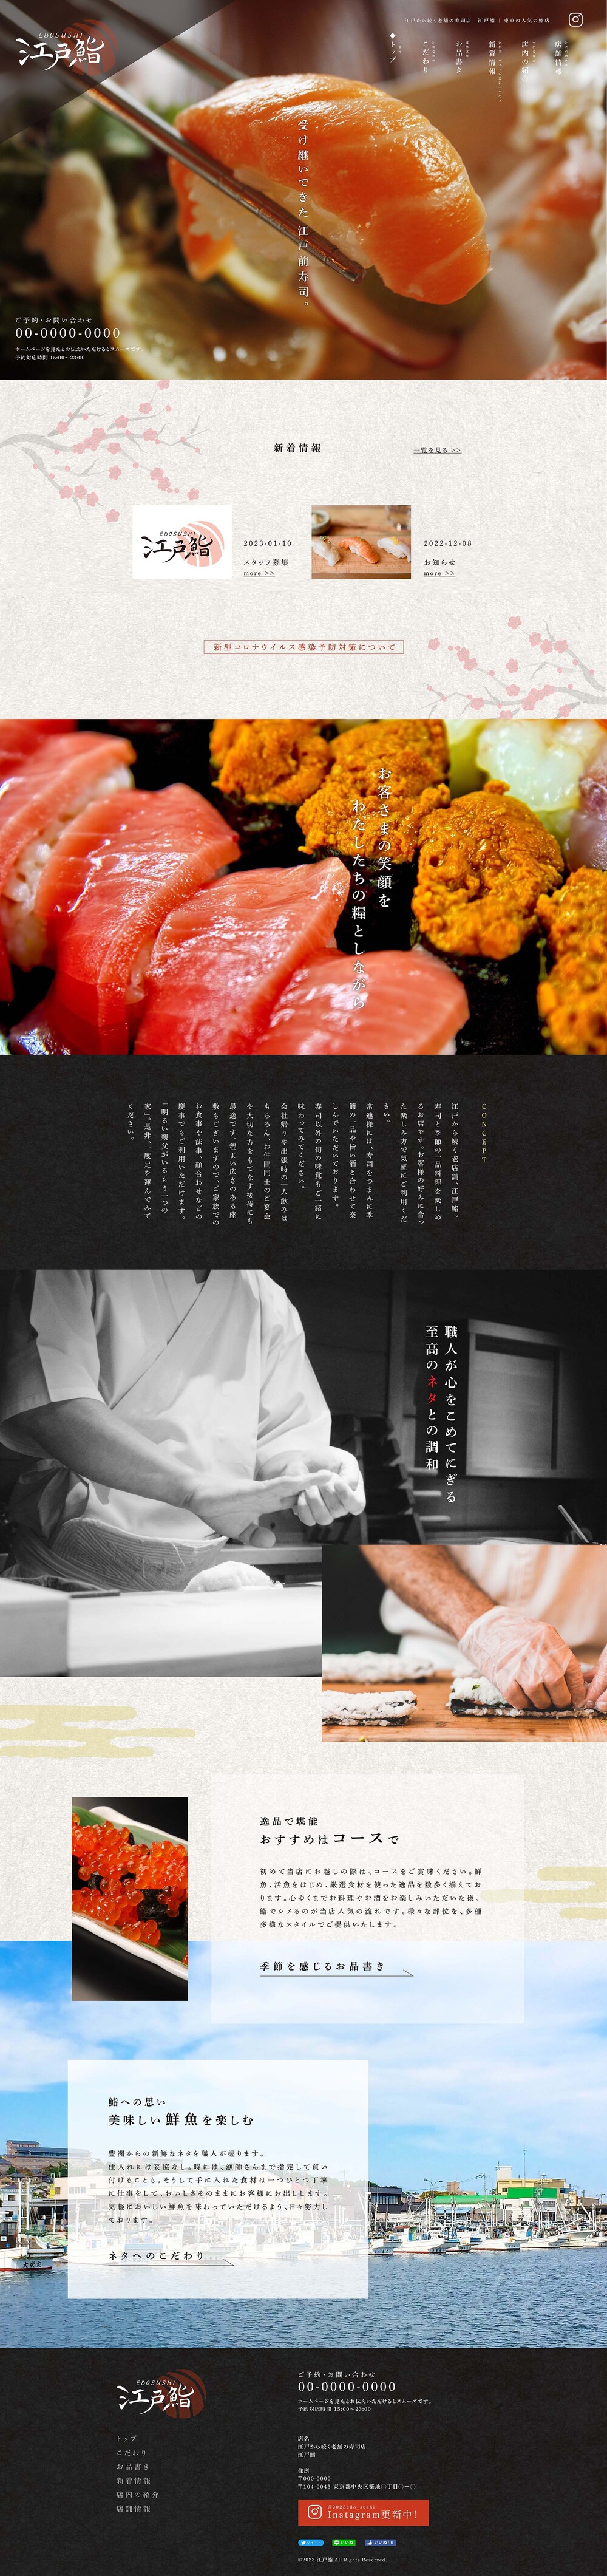 江戸から続く老舗の寿司店　江戸鮨 ｜ 東京の人気の鮨店
EDOSUSHI
江戸鮨
◆トップ
こだわり
お品書き
新着情報
店内の紹介
店舗情報
受け継いできた江戸前寿司。
ご予約・お問い合わせ
00-0000-0000
ホームページを見たとお伝えいただけるとスムーズです。
予約対応時間 15:00～23:00
新着情報
一覧を見る >>
EDOSUSHI
江戸鮨
2023-01-10
スタッフ募集
more >>
2022-12-08
お知らせ
more >>
新型コロナウイルス感染予防対策について
お客さまの笑顔を
わたしたちの糧としながら
CONCEPT
江戸から続く老店舗、江戸鮨。
寿司と季節の一品料理を楽しめ
るお店です。お客様の好みに合っ
た楽しみ方で気軽にご利用くだ
さい。
常連様には、寿司をつまみに季
節の一品や旨い酒と合わせて楽
しんでいただいております。
寿司以外の旬の味覚もご一緒に
味わってみてください。
会社帰りや出張時の一人飲みは
もちろん、お仲間同士のご宴会
や大切な方をもてなす接待にも
最適です。程よい広さのある座
敷もございますので、ご家族での
お食事や法事、顔合わせなどの
慶事でもご利用いただけます。
「明るい親父がいるもう一つの
家」。是非、一度足を運んでみて
ください。
職人が心をこめてにぎる
至高のネタとの調和
逸品で堪能
おすすめはコースで
初めて当店にお越しの際は、コースをご賞味ください。鮮
魚、活魚をはじめ、厳選食材を使った逸品を数多く揃えてお
ります。心ゆくまでお料理やお酒をお楽しみいただいた後、
鮨でシメるのが当店人気の流れです。様々な部位を、多種
多様なスタイルでご提供いたします。
季節を感じるお品書き
鮨への思い
美味しい鮮魚を楽しむ
豊洲からの新鮮なネタを職人が握ります。
仕入れには妥協なし。時には、漁師さんまで指定して買い
付けることも。そうして手に入れた食材は一つひとつ丁寧
に仕事をして、おいしさそのままにお客様にお出しします。
気軽においしい鮮魚を味わっていただけるよう、日々努力し
ております。
ネタへのこだわり
EDOSUSHI
江戸鮨
トップ
こだわり
お品書き
新着情報
店内の紹介
店舗情報
ご予約・お問い合わせ
00-0000-0000
ホームページを見たとお伝えいただけるとスムーズです。
予約対応時間 15:00～23:00
店名
江戸から続く老舗の寿司店
江戸鮨
住所
〒000-0000
〒104-0045 東京都中央区築地〇丁目〇ー〇
@2023edo_sushi
Instagram更新中!
ツイート
いいね
いいね! 0
©2023 江戸鮨 All Rights Reserved.